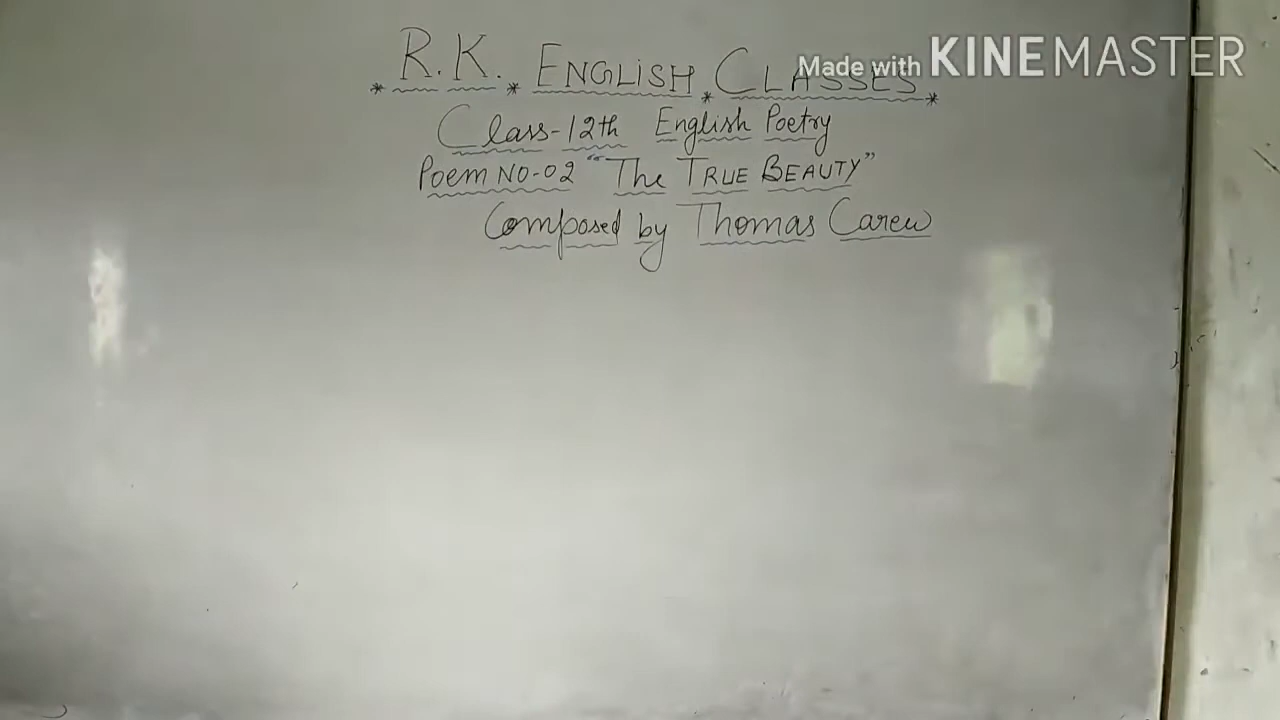 R.K. ENGLISH CLASSES
Made with KINEMASTER
Class-12th English Poetry
Poem NO-02 "The TRUE BEAUTY"
Composed by Thomas Carew